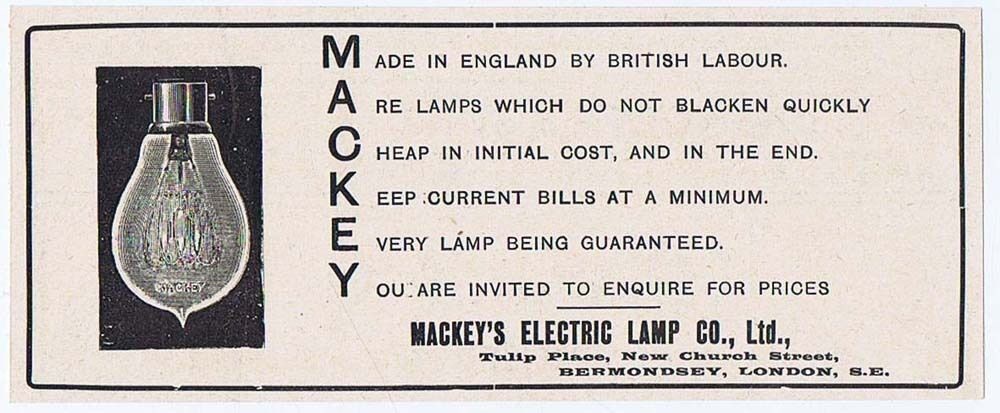 MACKEY
MADE IN ENGLAND BY BRITISH LABOUR.
ARE LAMPS WHICH DO NOT BLACKEN QUICKLY
CHEAP IN INITIAL COST, AND IN THE END.
KEEP CURRENT BILLS AT A MINIMUM.
EVERY LAMP BEING GUARANTEED.
YOU ARE INVITED TO ENQUIRE FOR PRICES
MACKEY'S ELECTRIC LAMP CO., Ltd.,
Tulip Place, New Church Street,
BERMONDSEY, LONDON, S.E.